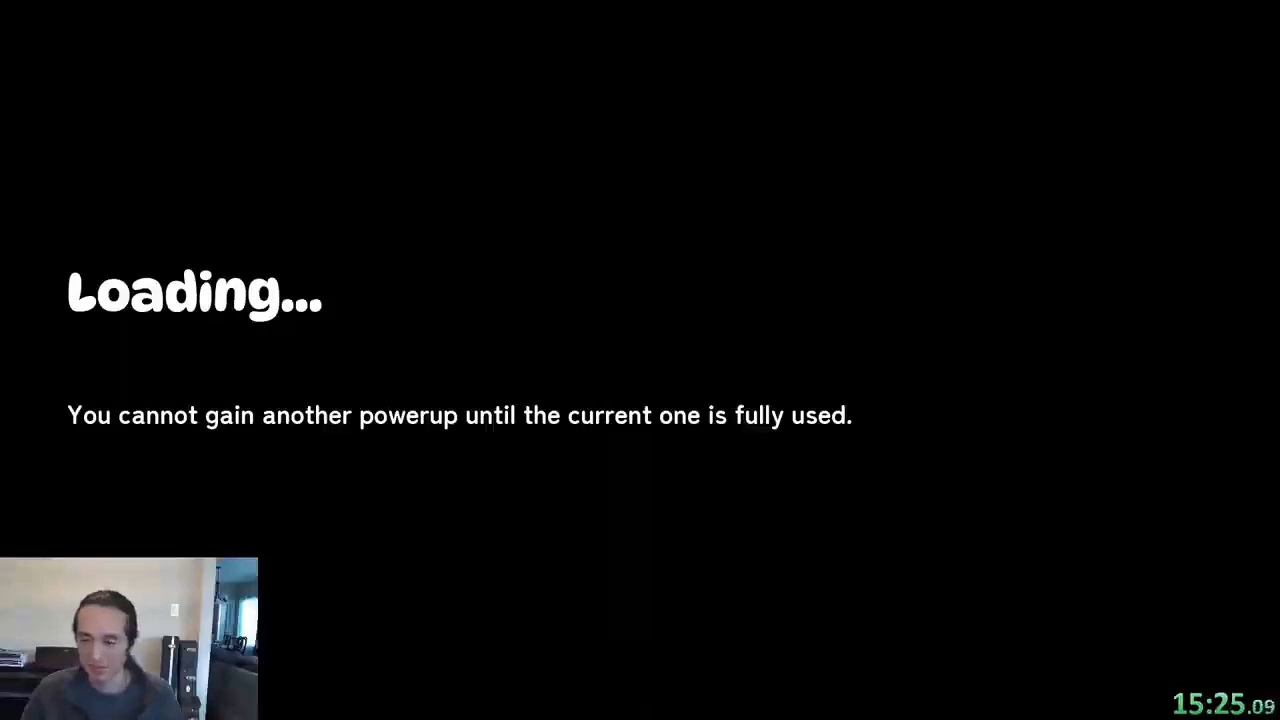 Loading...
You cannot gain another powerup until the current one is fully used.
15:25.09